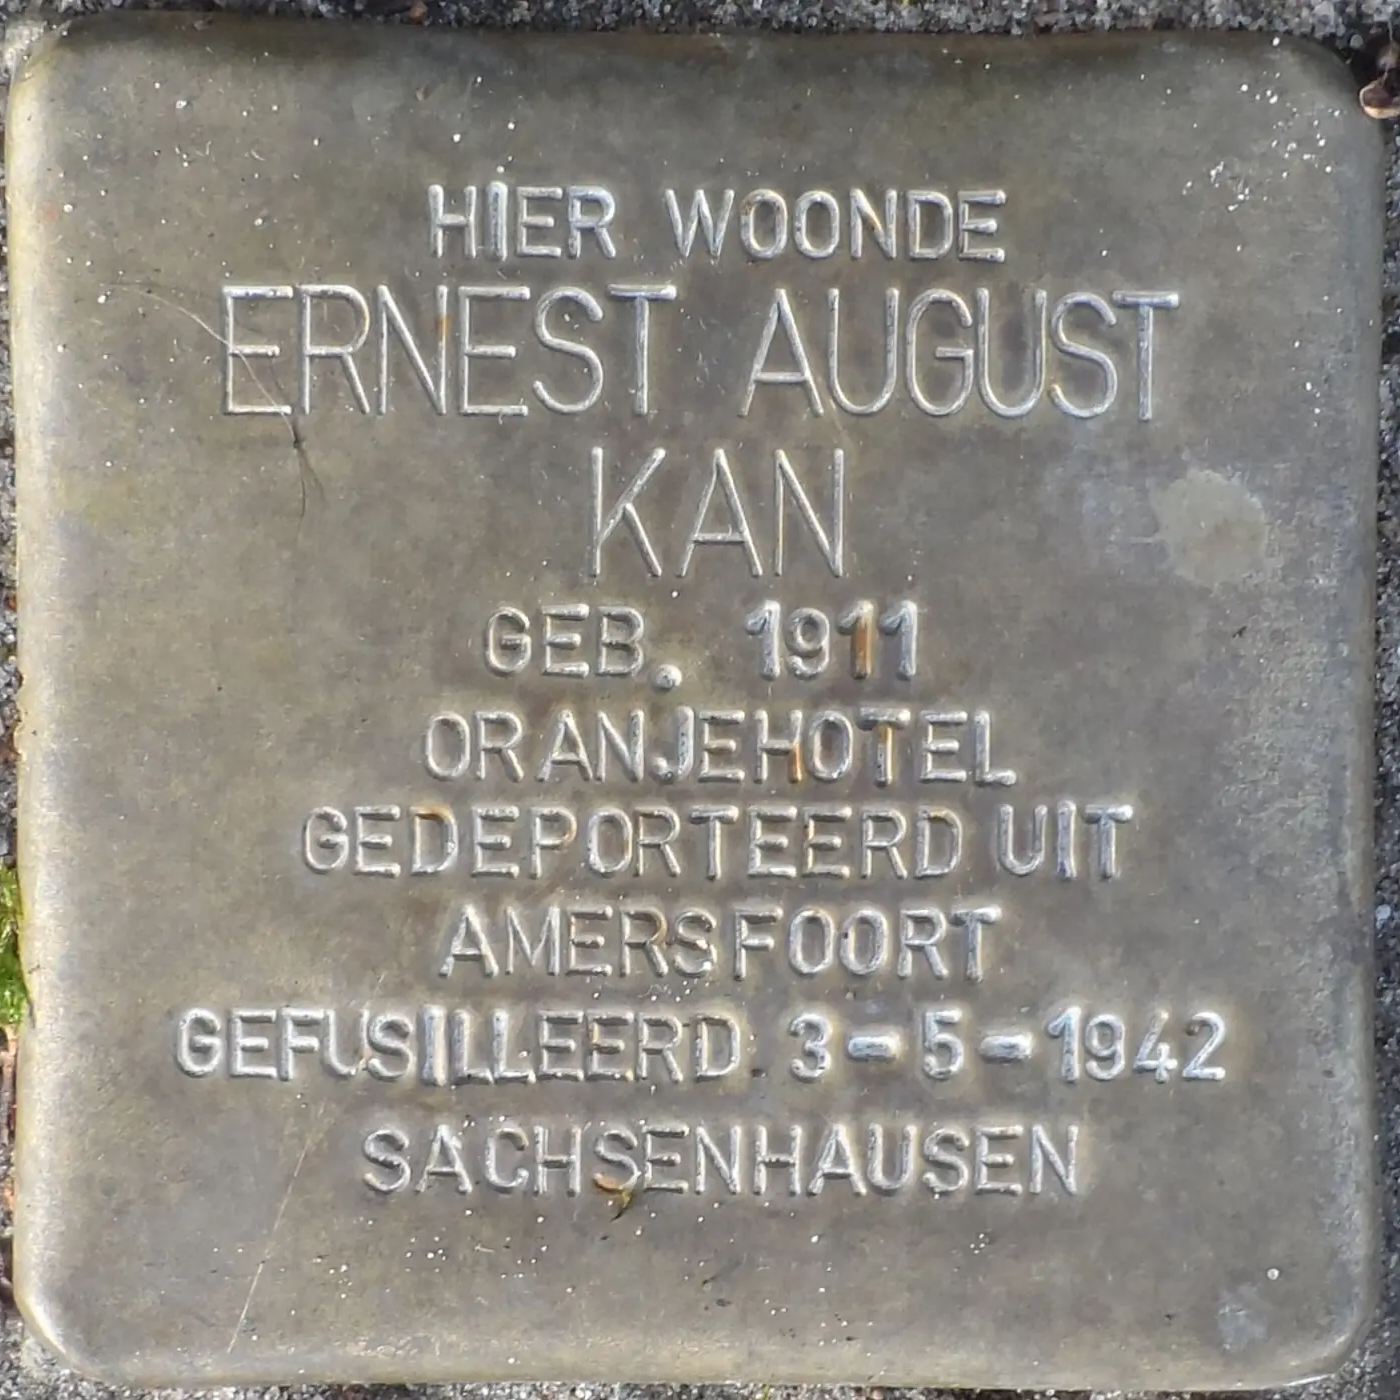 HIER WOONDE
ERNEST AUGUST
KAN
GEB. 1911
ORANJEHOTEL
GEDEPORTEERD UIT
AMERSFOORT
GEFUSILLEERD 3-5-1942
SACHSENHAUSEN